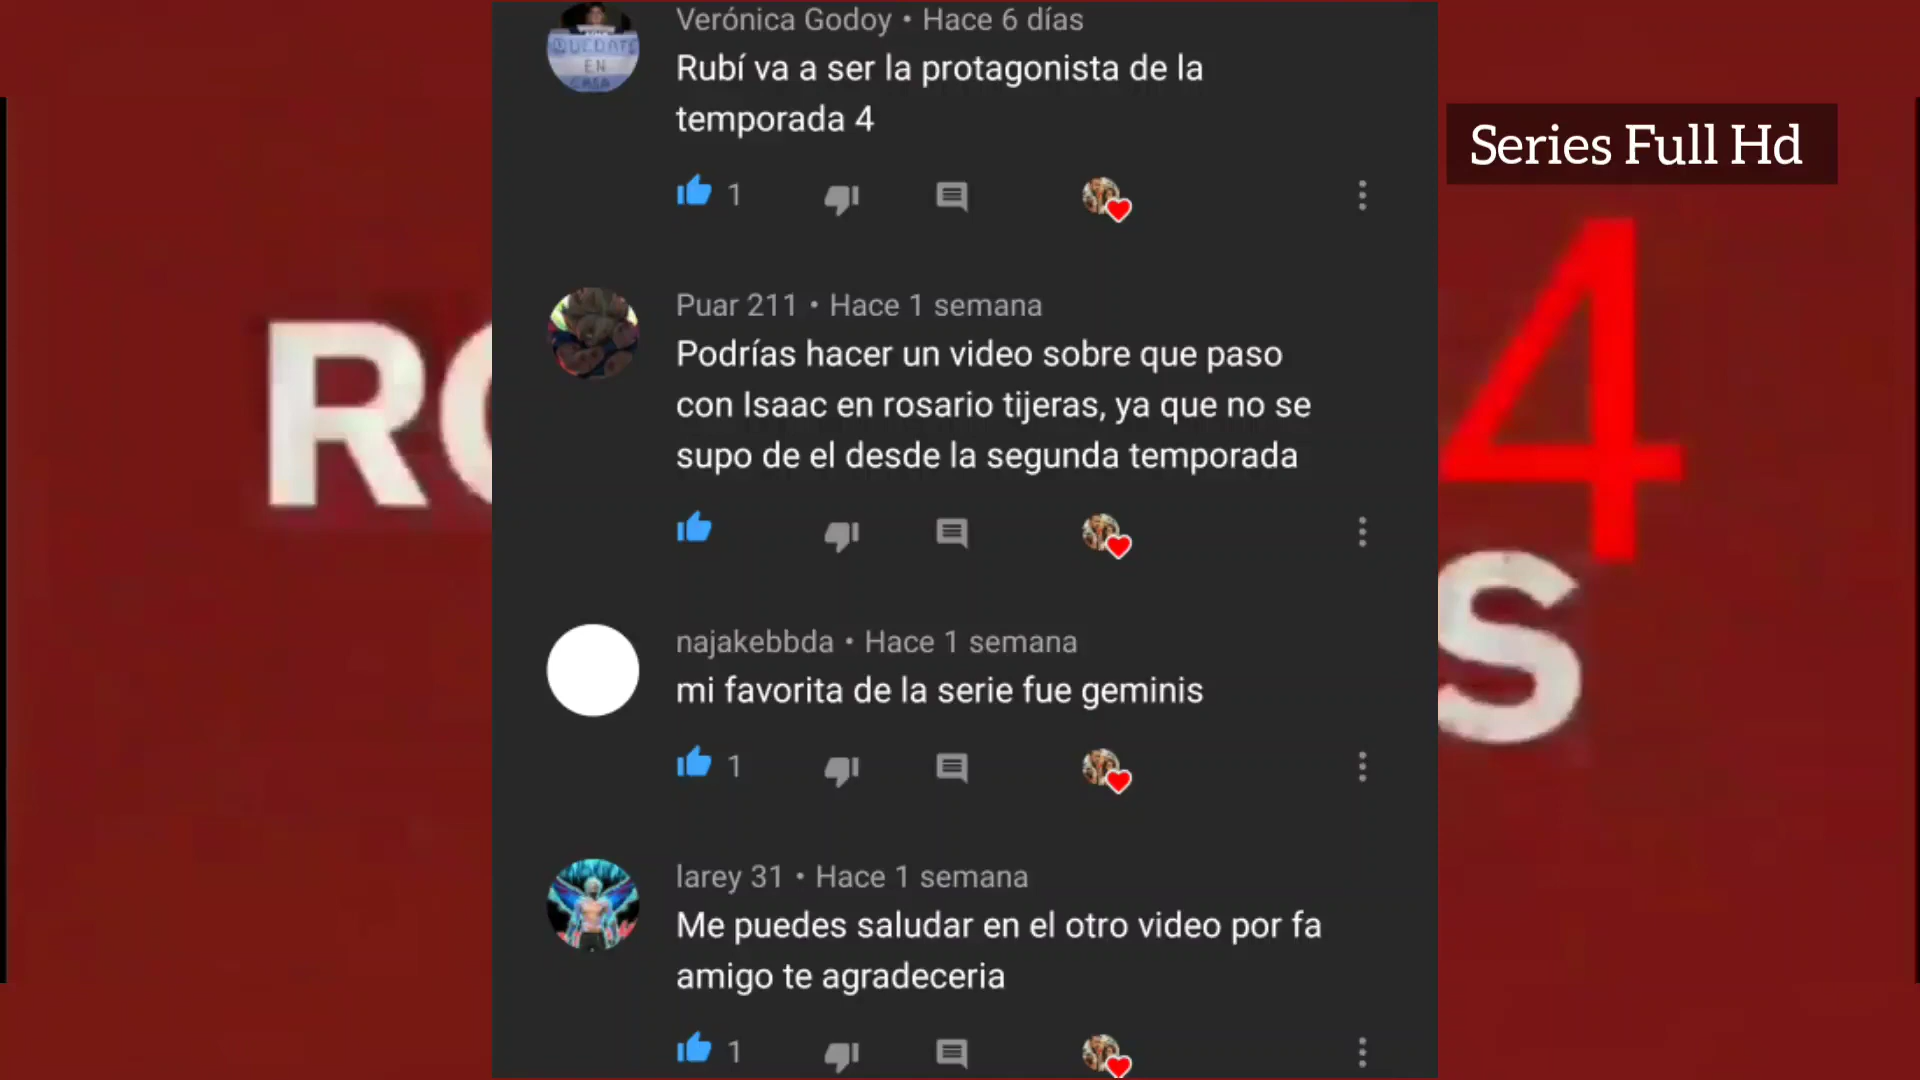 Verónica Godoy • Hace 6 días
Rubí va a ser la protagonista de la
temporada 4
1
Series Full Hd
Puar 211 • Hace 1 semana
Podrías hacer un video sobre que paso
con Isaac en rosario tijeras, ya que no se
supo de el desde la segunda temporada
RO
4
S
najakebbda • Hace 1 semana
mi favorita de la serie fue geminis
1
larey 31 • Hace 1 semana
Me puedes saludar en el otro video por fa
amigo te agradeceria
1
QUEDATE
EN
CASA